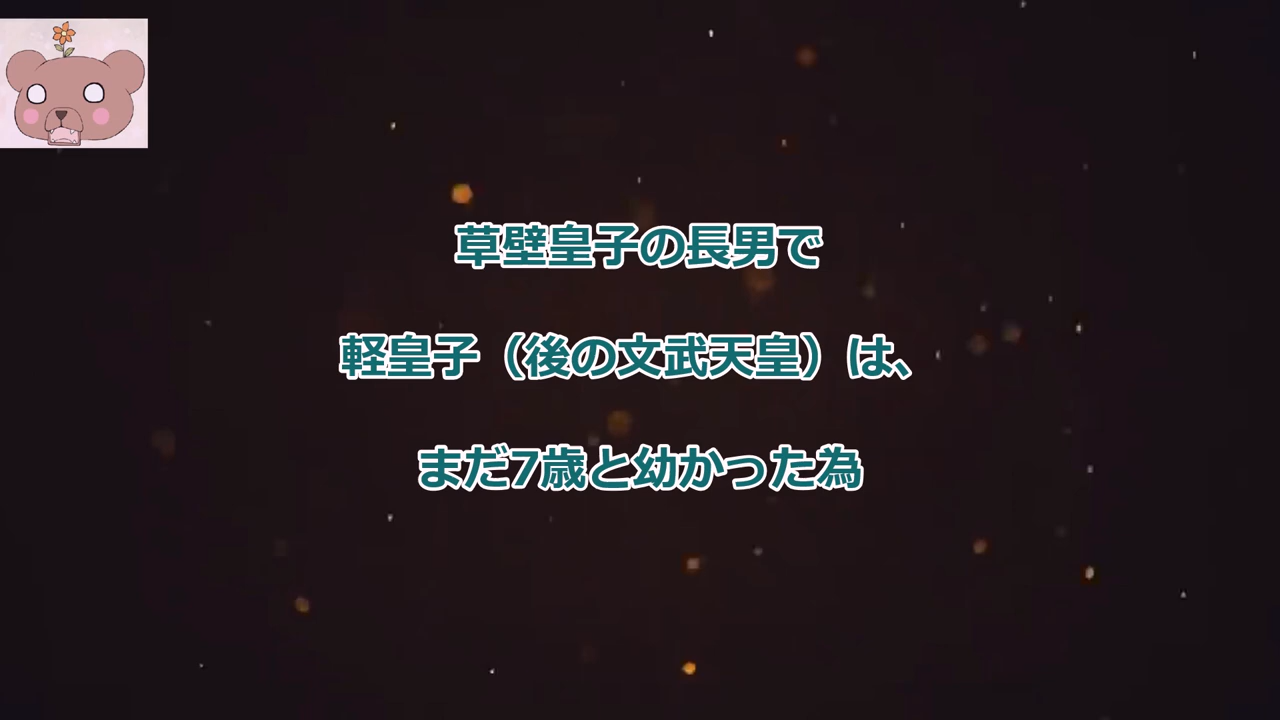 草壁皇子の長男で
軽皇子（後の文武天皇）は、
まだ7歳と幼かった為